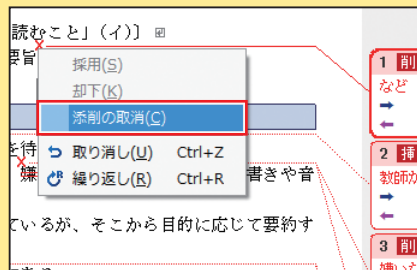 読むこと」(イ)〕
要旨
採用(S)
却下(K)
添削の取消(C)
を待
取り消し(U) Ctrl+Z
嫌
繰り返し(R) Ctrl+R
書きや音
ているが、そこから目的に応じて要約す
1 削
など
2 挿
教師が
3 削
嫌い